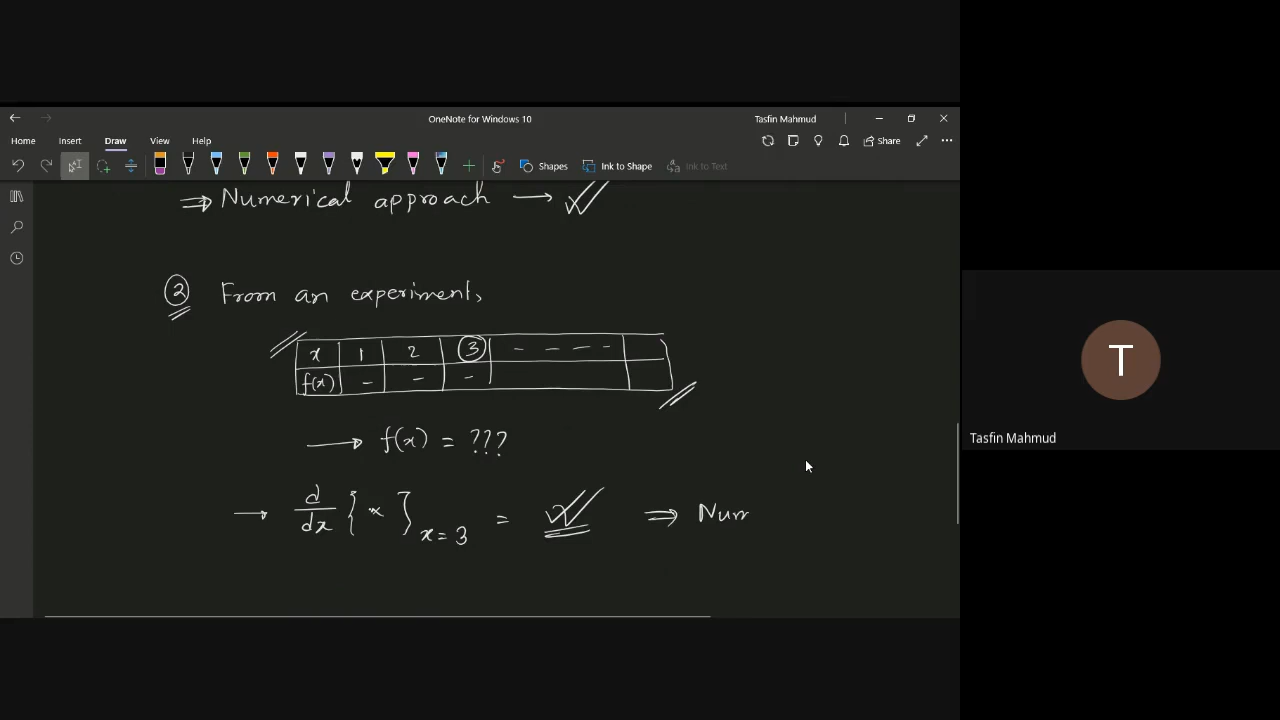 OneNote for Windows 10
Tasfin Mahmud
Home Insert Draw View Help
Share
Shapes Ink to Shape Ink to Text
⇒ Numerical approach → ✓✓
② From an experiment,
x 1 2 ③ - - - -
f(x) - - -
→ f(x) = ???
→ d/dx { x }x=3 = ✓✓ ⇒ Num
T
Tasfin Mahmud